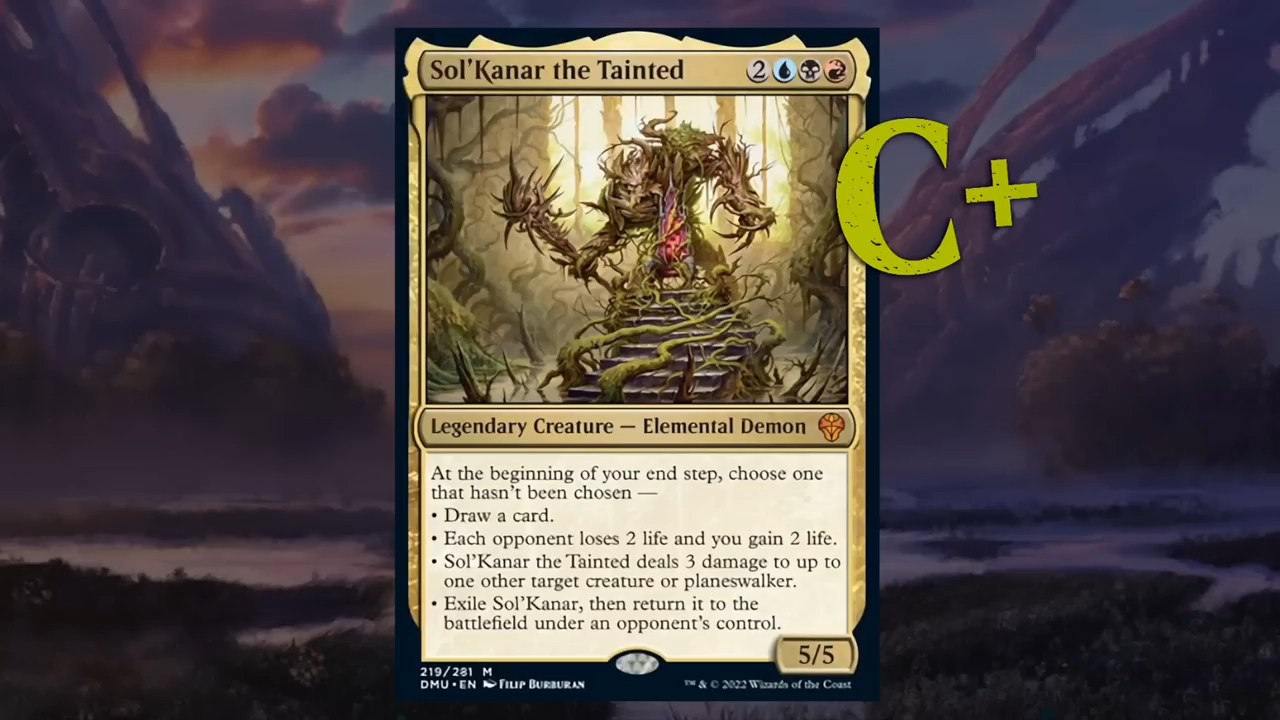 Sol'Kanar the Tainted 2
C+
Legendary Creature — Elemental Demon
At the beginning of your end step, choose one
that hasn't been chosen —
• Draw a card.
• Each opponent loses 2 life and you gain 2 life.
• Sol'Kanar the Tainted deals 3 damage to up to
one other target creature or planeswalker.
• Exile Sol'Kanar, then return it to the
battlefield under an opponent's control.
5/5
219/281 M
DMU • EN Filip Burburan
™ & © 2022 Wizards of the Coast